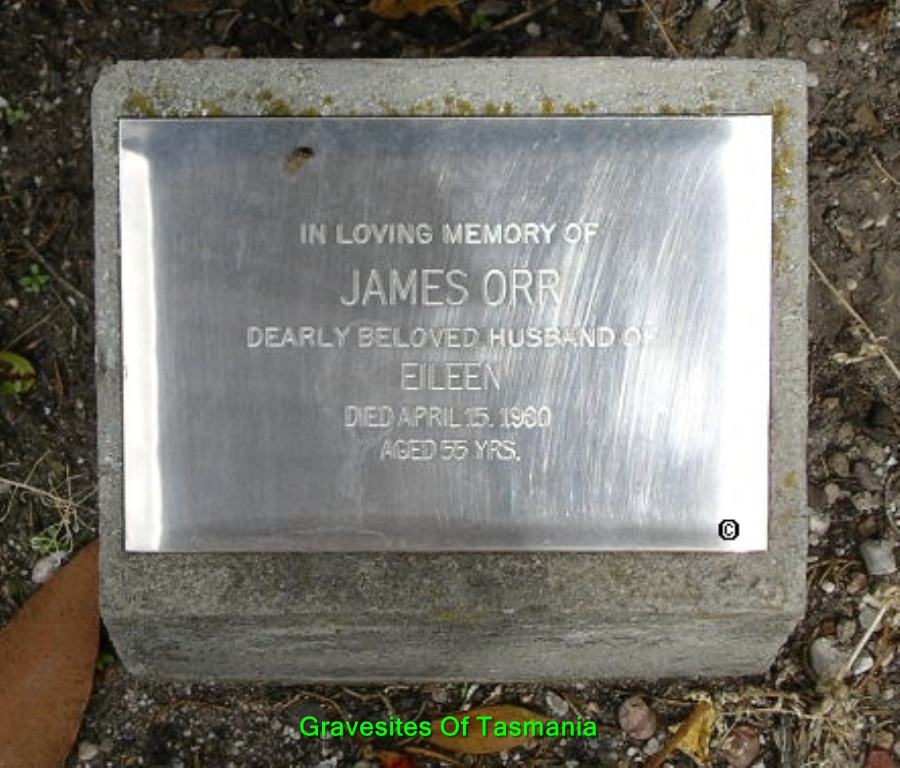 IN LOVING MEMORY OF
JAMES ORR
DEARLY BELOVED HUSBAND OF
EILEEN
DIED APRIL 15. 1960
AGED 55 YRS.
©
Gravesites Of Tasmania